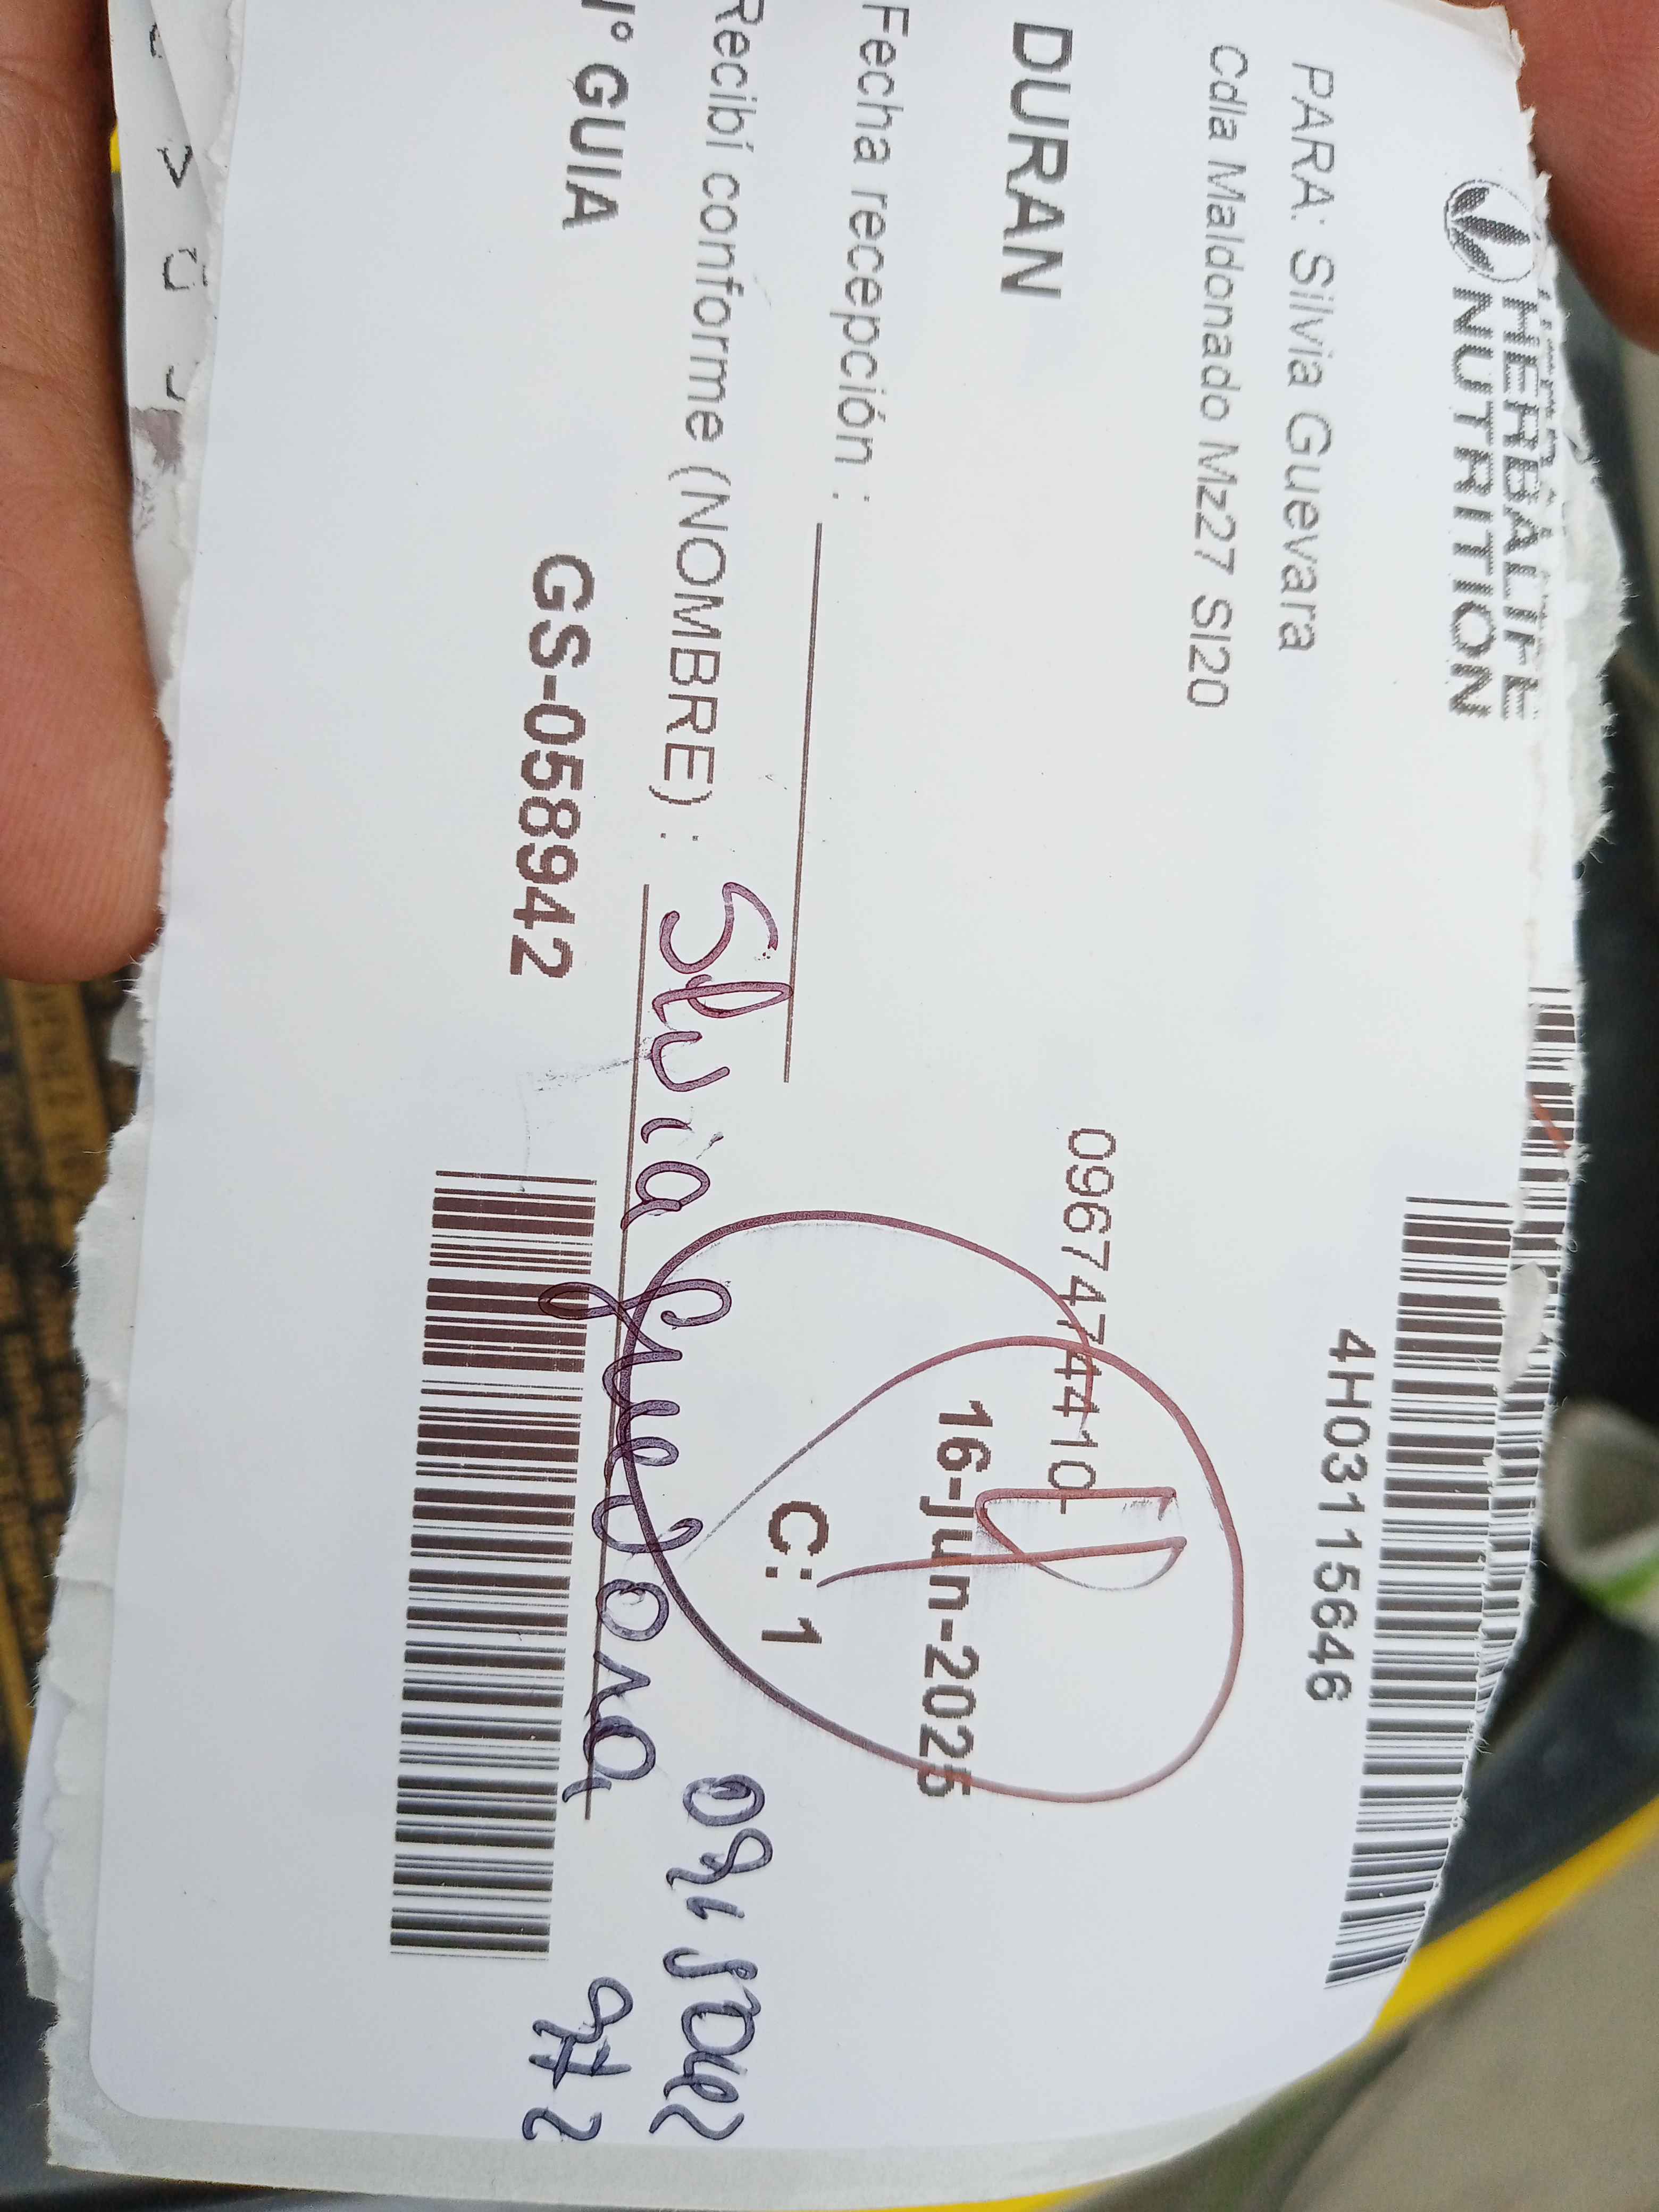 HERBALIFE
NUTRITION
4H03115646
PARA: Silvia Guevara
Cdla Maldonado Mz27 Sl20
0967474410
DURAN
16-jun-2025
Fecha recepción :
C: 1
Recibí conforme (NOMBRE) : Silvia Guevara
N° GUIA GS-058942